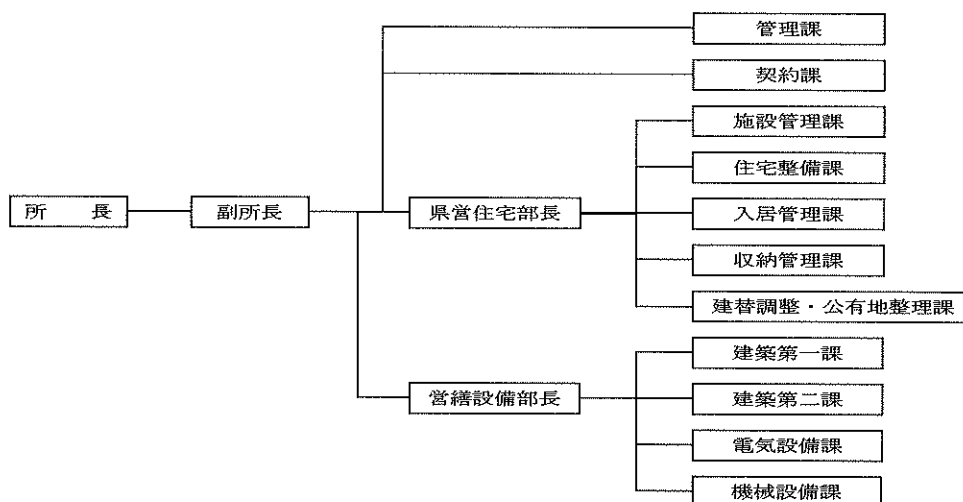 管理課
契約課
施設管理課
住宅整備課
所　長
副所長
県営住宅部長
入居管理課
収納管理課
建替調整・公有地整理課
建築第一課
営繕設備部長
建築第二課
電気設備課
機械設備課